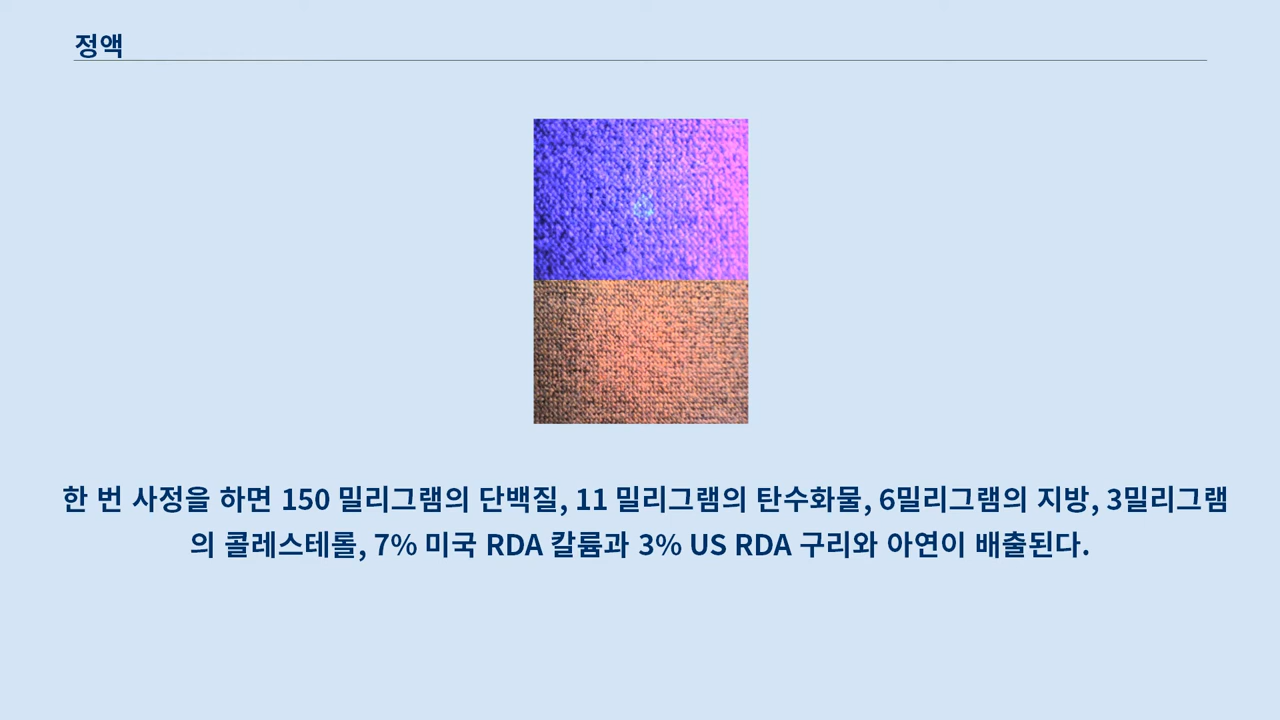 정액
한 번 사정을 하면 150 밀리그램의 단백질, 11 밀리그램의 탄수화물, 6밀리그램의 지방, 3밀리그램
의 콜레스테롤, 7% 미국 RDA 칼륨과 3% US RDA 구리와 아연이 배출된다.